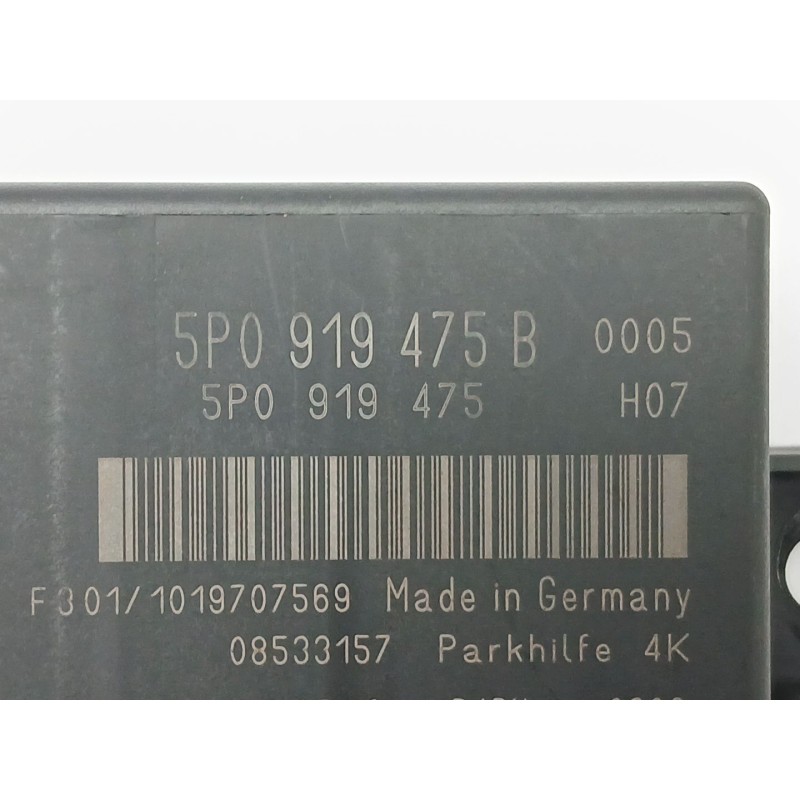 5P0 919 475 B 0005
5P0 919 475 H07
F301/1019707569 Made in Germany
08533157 Parkhilfe 4K